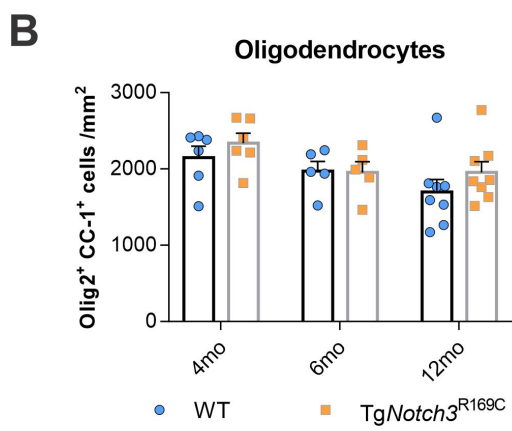 B
Oligodendrocytes
Olig2⁺ CC-1⁺ cells /mm²
3000
2000
1000
0
4mo
6mo
12mo
WT
TgNotch3ᴿ¹⁶⁹ᶜ